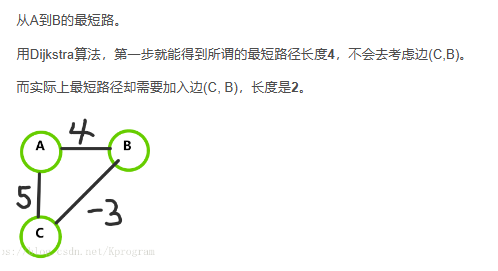 从A到B的最短路。
用Dijkstra算法，第一步就能得到所谓的最短路径长度4，不会去考虑边(C,B)。
而实际上最短路径却需要加入边(C, B)，长度是2。
4
A
B
5
-3
C
og.csdn.net/Kprogram